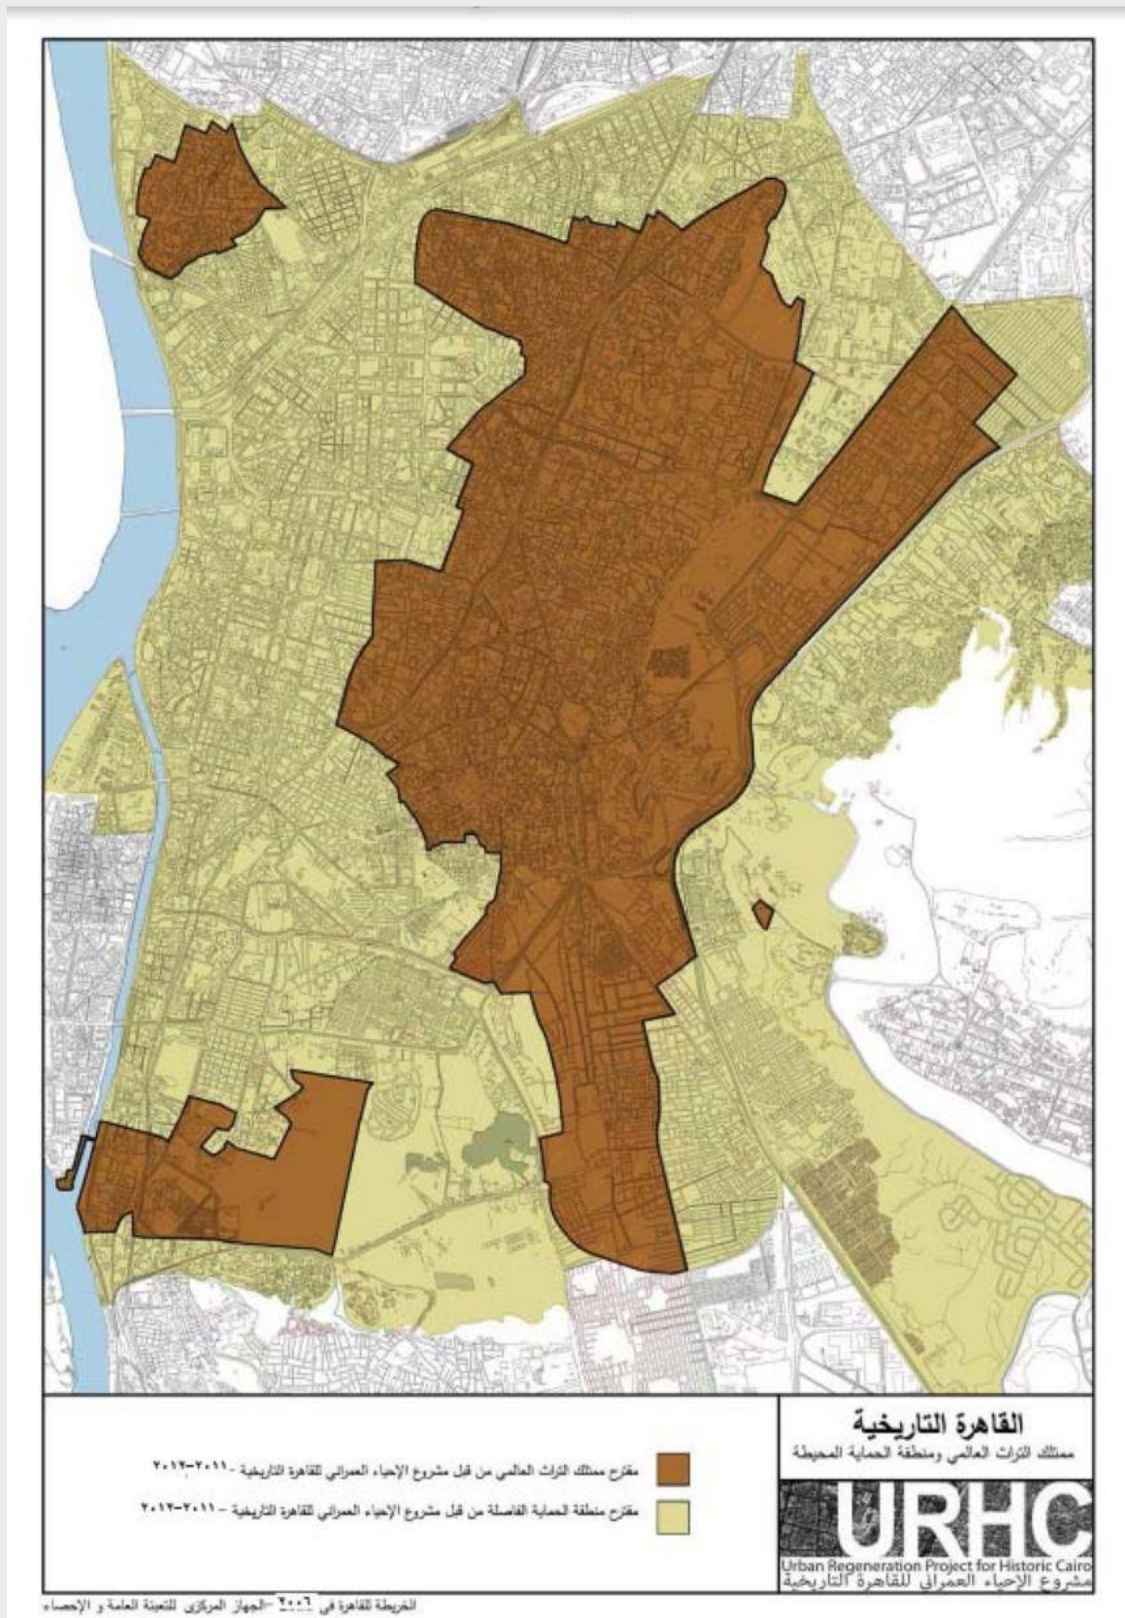 القاهرة التاريخية
ممتلك التراث العالمي ومنطقة الحماية المحيطة
مقترح ممتلك التراث العالمي من قبل مشروع الإحياء العمراني للقاهرة التاريخية - ٢٠١١-٢٠١٢
مقترح منطقة الحماية الفاصلة من قبل مشروع الإحياء العمراني للقاهرة التاريخية - ٢٠١١-٢٠١٢
URHC
Urban Regeneration Project for Historic Cairo
مشروع الإحياء العمراني للقاهرة التاريخية
الخريطة للقاهرة في ٢٠٠٦ -الجهاز المركزى للتعبئة العامة و الإحصاء